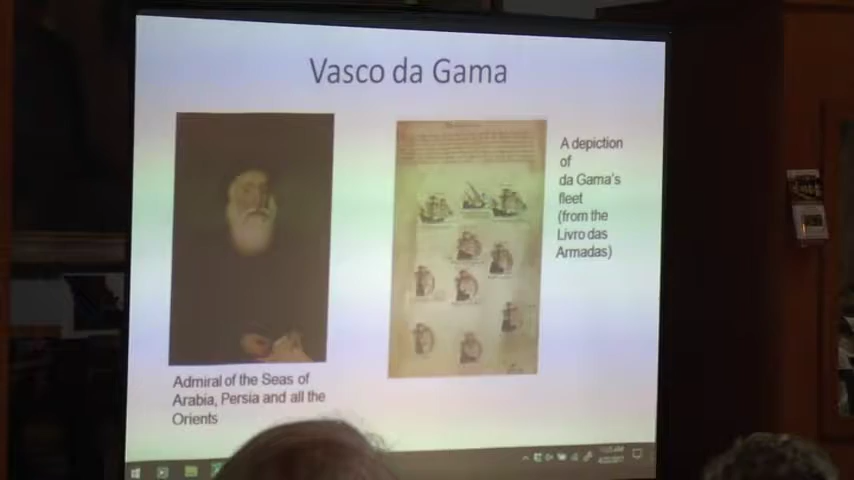 Vasco da Gama
A depiction
of
da Gama's
fleet
(from the
Livro das
Armadas)
Admiral of the Seas of
Arabia, Persia and all the
Orients